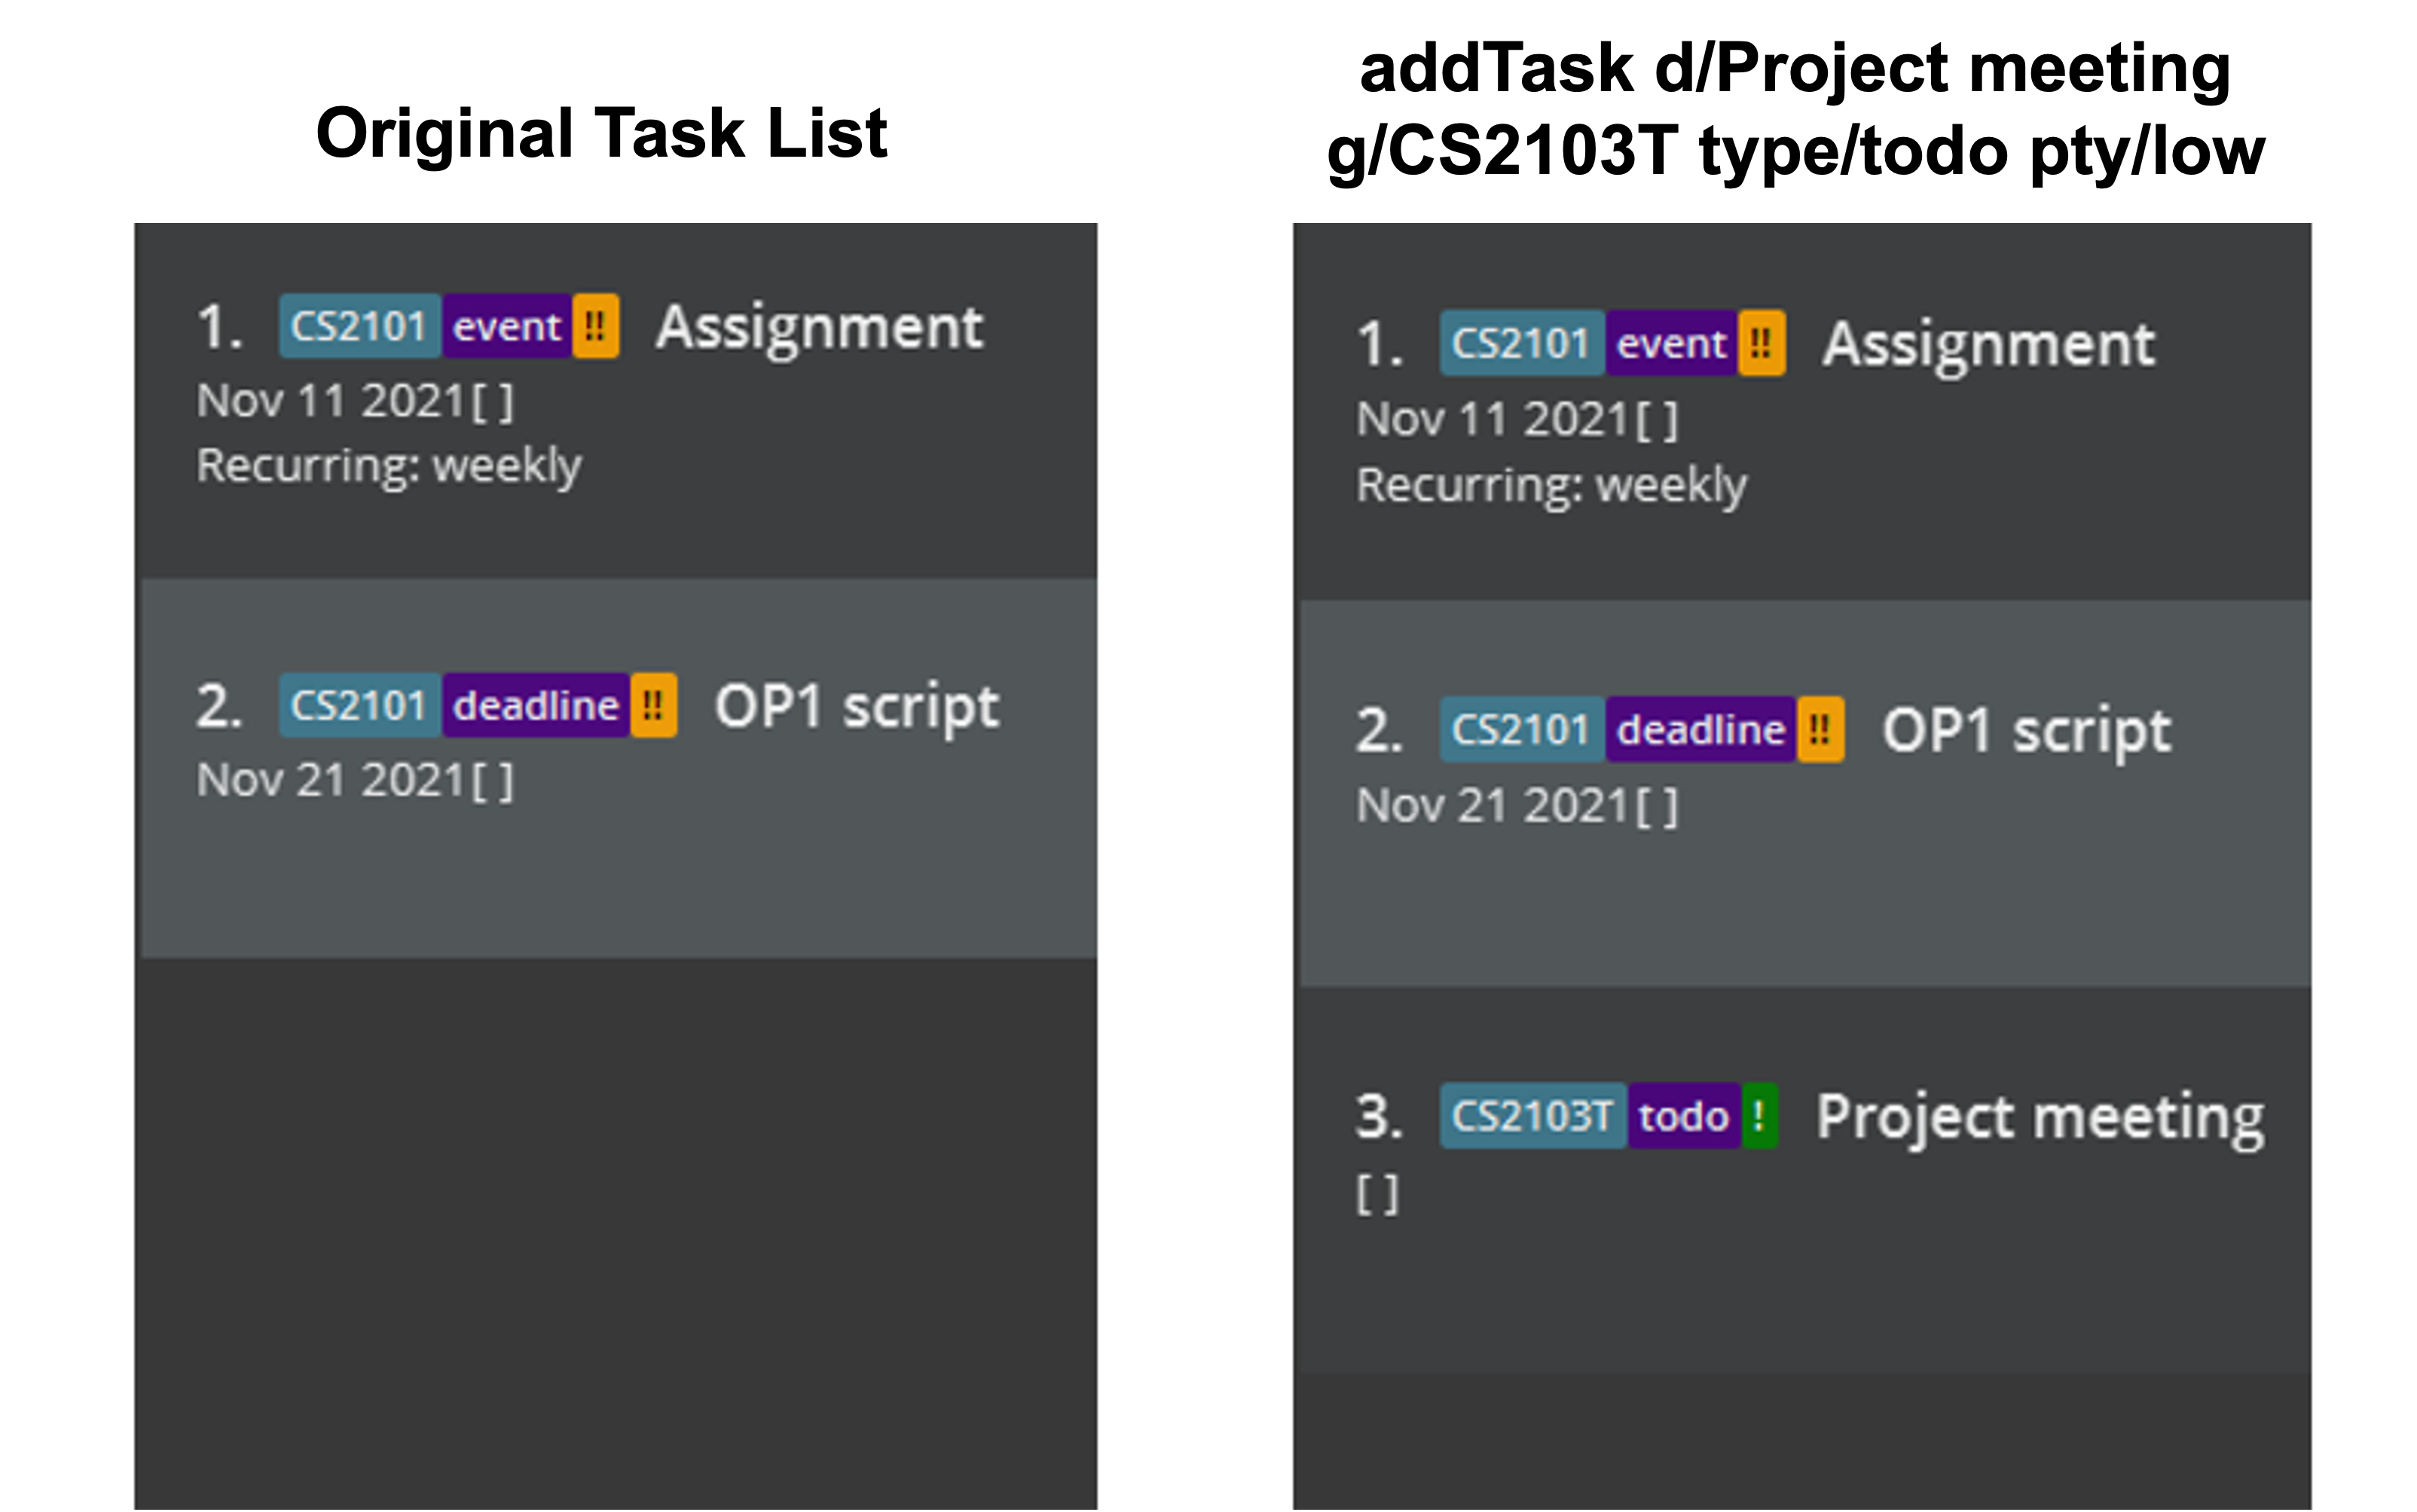 Original Task List
1. CS2101 event !! Assignment
Nov 11 2021[ ]
Recurring: weekly
2. CS2101 deadline !! OP1 script
Nov 21 2021[ ]
addTask d/Project meeting
g/CS2103T type/todo pty/low
1. CS2101 event !! Assignment
Nov 11 2021[ ]
Recurring: weekly
2. CS2101 deadline !! OP1 script
Nov 21 2021[ ]
3. CS2103T todo ! Project meeting
[ ]